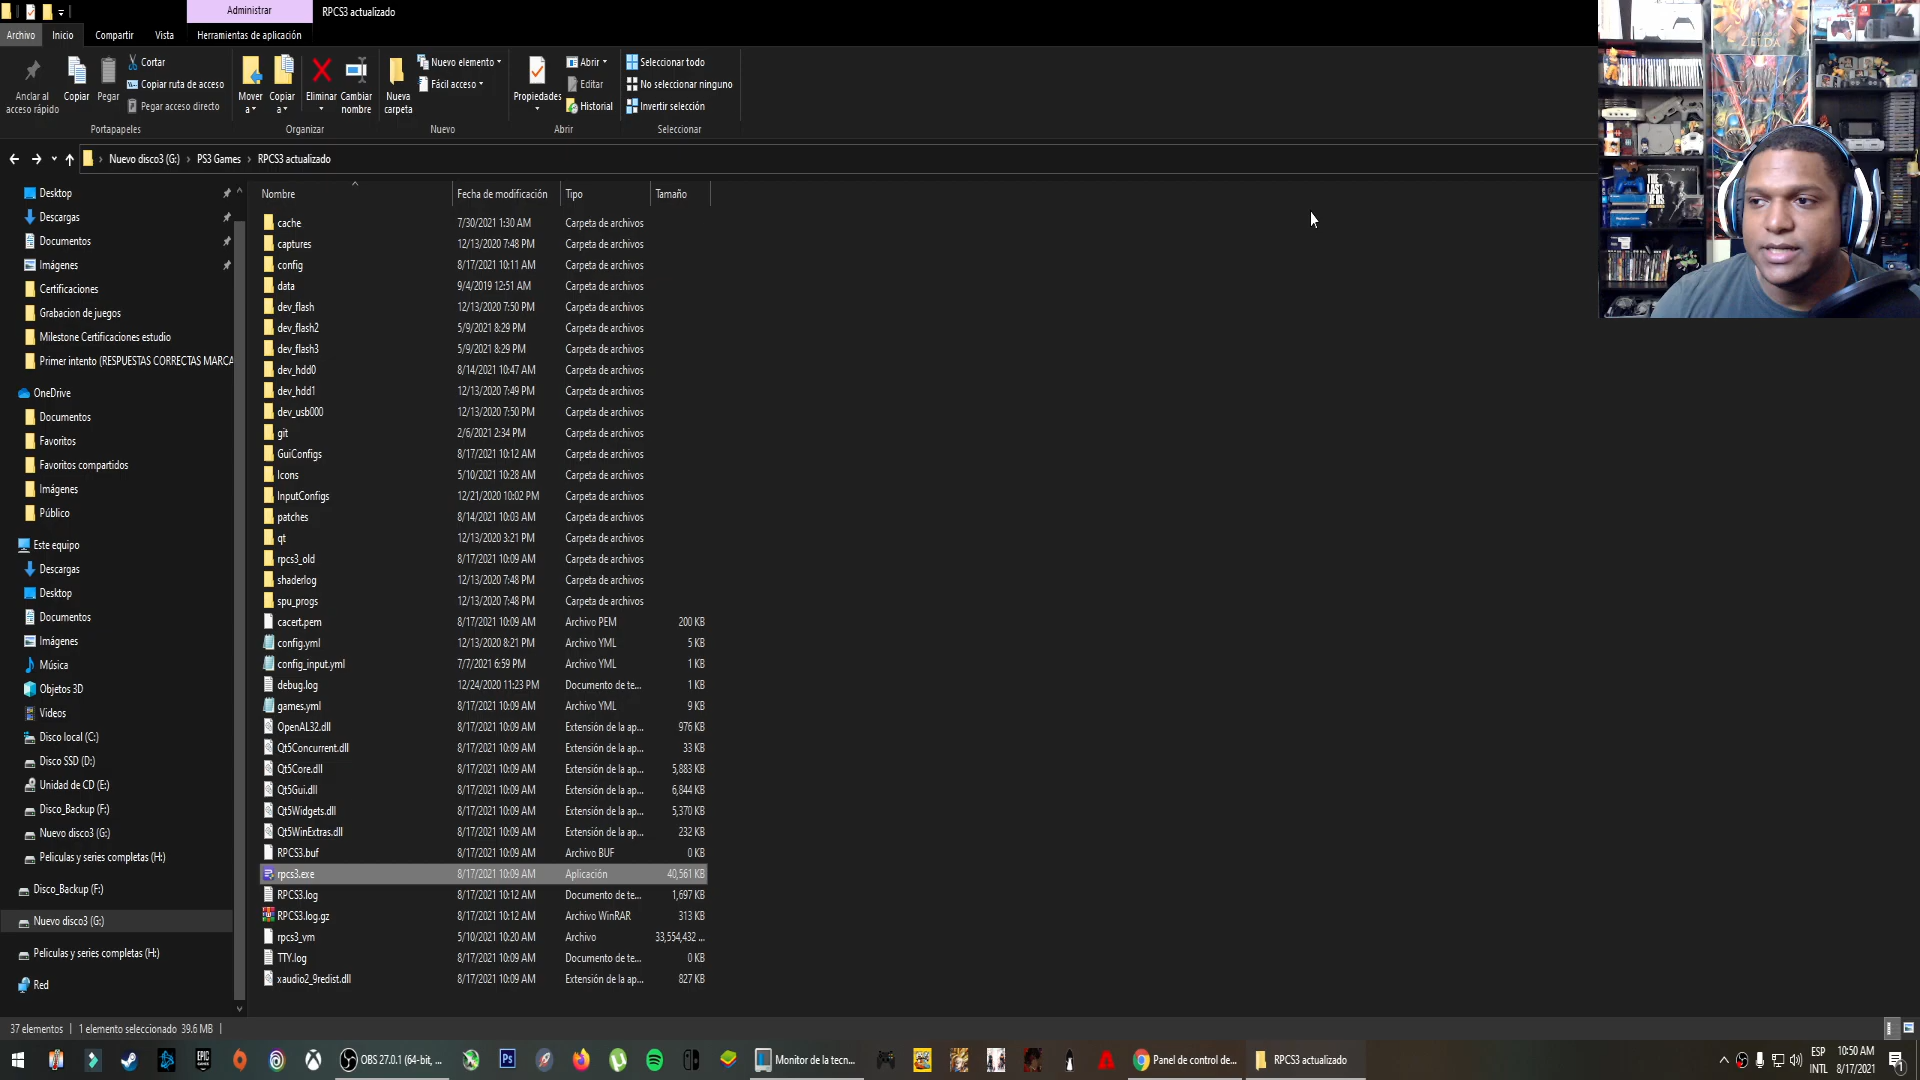 Administrar
RPCS3 actualizado
Archivo
Inicio
Compartir
Vista
Herramientas de aplicación
Anclar al
acceso rápido
Copiar
Pegar
Cortar
Copiar ruta de acceso
Pegar acceso directo
Mover
a
Copiar
a
Eliminar
Cambiar
nombre
Nueva
carpeta
Nuevo elemento
Fácil acceso
Propiedades
Abrir
Editar
Historial
Seleccionar todo
No seleccionar ninguno
Invertir selección
Portapapeles
Organizar
Nuevo
Abrir
Seleccionar
Nuevo disco3 (G:) > PS3 Games > RPCS3 actualizado
Desktop
Descargas
Documentos
Imágenes
Certificaciones
Grabacion de juegos
Milestone Certificaciones estudio
Primer intento (RESPUESTAS CORRECTAS MARCA
OneDrive
Documentos
Favoritos
Favoritos compartidos
Imágenes
Público
Este equipo
Descargas
Desktop
Documentos
Imágenes
Música
Objetos 3D
Videos
Disco local (C:)
Disco SSD (D:)
Unidad de CD (E:)
Disco_Backup (F:)
Nuevo disco3 (G:)
Peliculas y series completas (H:)
Disco_Backup (F:)
Nuevo disco3 (G:)
Peliculas y series completas (H:)
Red
Nombre Fecha de modificación Tipo Tamaño
cache 7/30/2021 1:30 AM Carpeta de archivos
captures 12/13/2020 7:48 PM Carpeta de archivos
config 8/17/2021 10:11 AM Carpeta de archivos
data 9/4/2019 12:51 AM Carpeta de archivos
dev_flash 12/13/2020 7:50 PM Carpeta de archivos
dev_flash2 5/9/2021 8:29 PM Carpeta de archivos
dev_flash3 5/9/2021 8:29 PM Carpeta de archivos
dev_hdd0 8/14/2021 10:47 AM Carpeta de archivos
dev_hdd1 12/13/2020 7:49 PM Carpeta de archivos
dev_usb000 12/13/2020 7:50 PM Carpeta de archivos
git 2/6/2021 2:34 PM Carpeta de archivos
GuiConfigs 8/17/2021 10:12 AM Carpeta de archivos
Icons 5/10/2021 10:28 AM Carpeta de archivos
InputConfigs 12/21/2020 10:02 PM Carpeta de archivos
patches 8/14/2021 10:03 AM Carpeta de archivos
qt 12/13/2020 3:21 PM Carpeta de archivos
rpcs3_old 8/17/2021 10:09 AM Carpeta de archivos
shaderlog 12/13/2020 7:48 PM Carpeta de archivos
spu_progs 12/13/2020 7:48 PM Carpeta de archivos
cacert.pem 8/17/2021 10:09 AM Archivo PEM 200 KB
config.yml 12/13/2020 8:21 PM Archivo YML 5 KB
config_input.yml 7/7/2021 6:59 PM Archivo YML 1 KB
debug.log 12/24/2020 11:23 PM Documento de te... 1 KB
games.yml 8/17/2021 10:09 AM Archivo YML 9 KB
OpenAL32.dll 8/17/2021 10:09 AM Extensión de la ap... 976 KB
Qt5Concurrent.dll 8/17/2021 10:09 AM Extensión de la ap... 33 KB
Qt5Core.dll 8/17/2021 10:09 AM Extensión de la ap... 5,883 KB
Qt5Gui.dll 8/17/2021 10:09 AM Extensión de la ap... 6,844 KB
Qt5Widgets.dll 8/17/2021 10:09 AM Extensión de la ap... 5,370 KB
Qt5WinExtras.dll 8/17/2021 10:09 AM Extensión de la ap... 232 KB
RPCS3.buf 8/17/2021 10:09 AM Archivo BUF 0 KB
rpcs3.exe 8/17/2021 10:09 AM Aplicación 40,561 KB
RPCS3.log 8/17/2021 10:12 AM Documento de te... 1,697 KB
RPCS3.log.gz 8/17/2021 10:12 AM Archivo WinRAR 313 KB
rpcs3_vm 5/10/2021 10:20 AM Archivo 33,554,432 ...
TTY.log 8/17/2021 10:09 AM Documento de te... 0 KB
xaudio2_9redist.dll 8/17/2021 10:09 AM Extensión de la ap... 827 KB
37 elementos
1 elemento seleccionado 39.6 MB
ZELDA
THE
LAST
OF US
EPIC
GAMES
Ps
OBS 27.0.1 (64-bit, ...
Monitor de la tecn...
Panel de control de...
RPCS3 actualizado
ESP
INTL
10:50 AM
8/17/2021
1